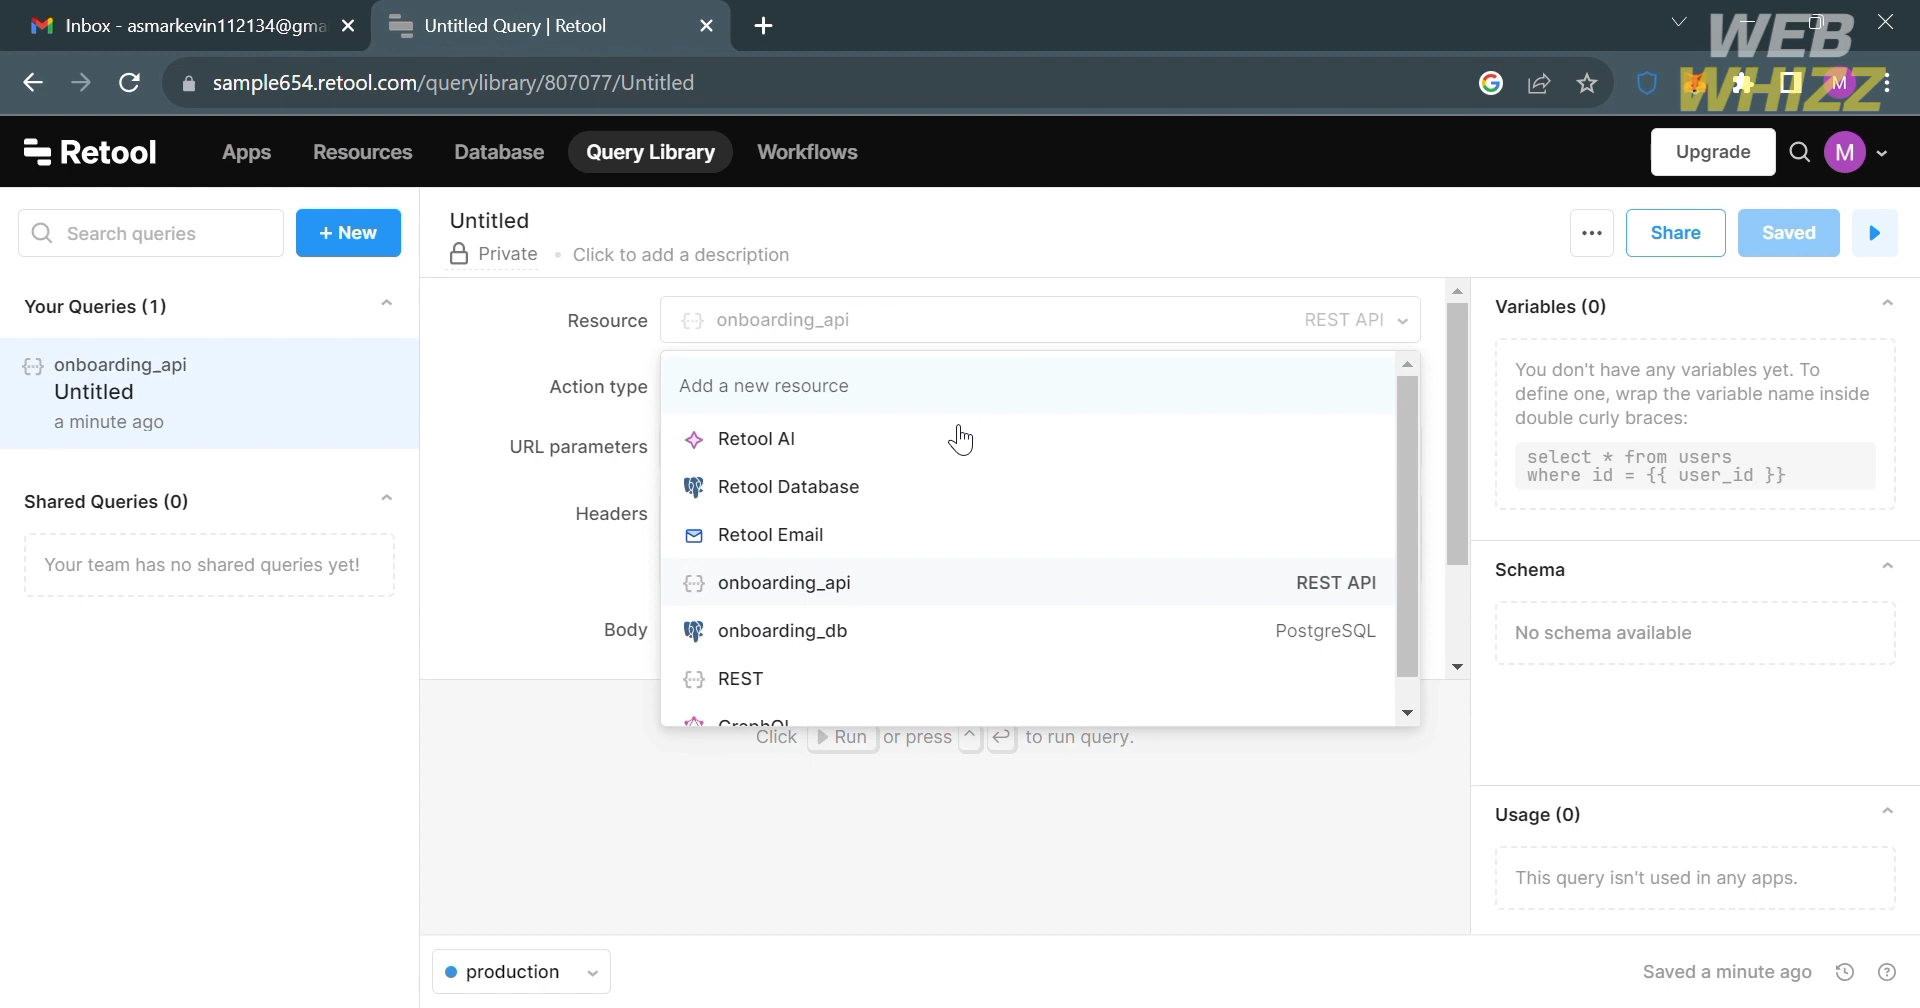 Inbox - asmarkevin112134@gma
Untitled Query | Retool
WEB
WHIZZ
sample654.retool.com/querylibrary/807077/Untitled
M
Retool
Apps
Resources
Database
Query Library
Workflows
Upgrade
M
Search queries
+ New
Untitled
Private • Click to add a description
Share
Saved
Your Queries (1)
onboarding_api
Untitled
a minute ago
Shared Queries (0)
Your team has no shared queries yet!
Resource
onboarding_api
REST API
Action type
URL parameters
Headers
Body
Add a new resource
Retool AI
Retool Database
Retool Email
onboarding_api
REST API
onboarding_db
PostgreSQL
REST
GraphQL
Click Run or press ^ ↵ to run query.
Variables (0)
You don't have any variables yet. To
define one, wrap the variable name inside
double curly braces:
select * from users
where id = {{ user_id }}
Schema
No schema available
Usage (0)
This query isn't used in any apps.
production
Saved a minute ago